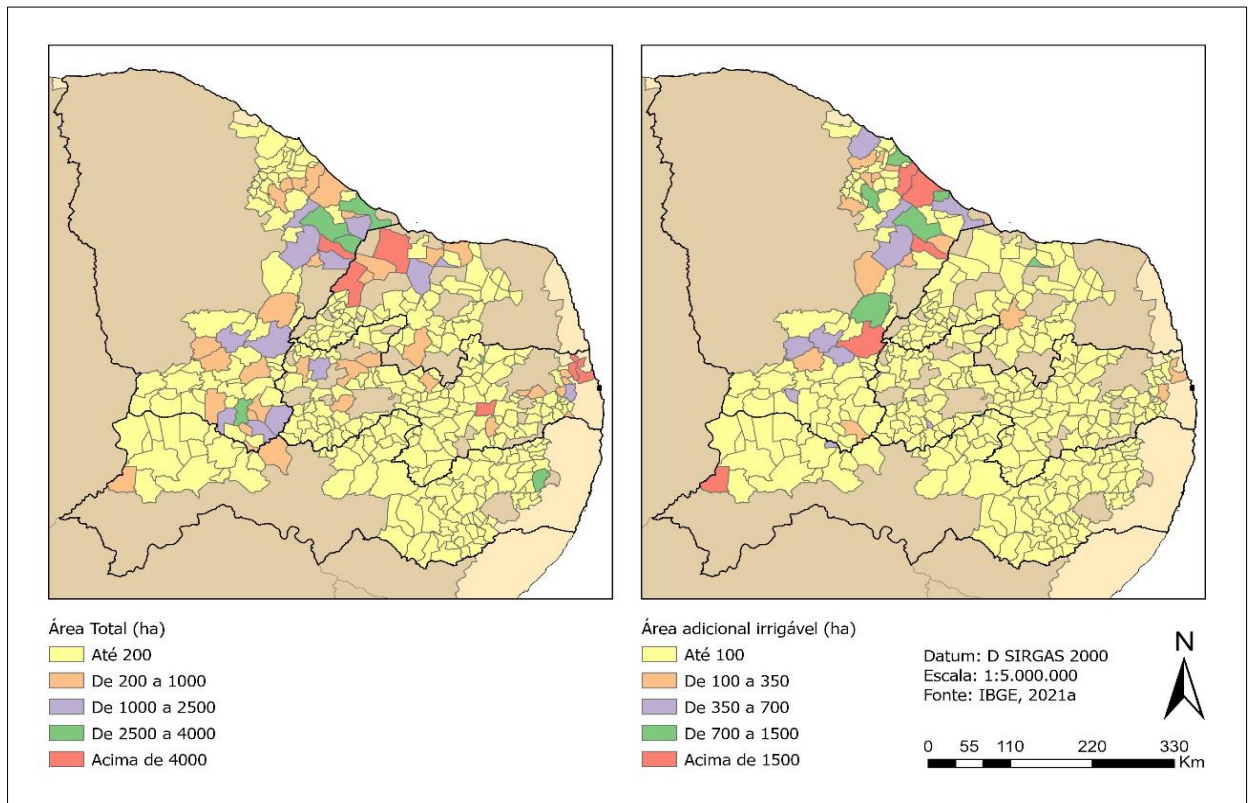 Área Total (ha)
Até 200
De 200 a 1000
De 1000 a 2500
De 2500 a 4000
Acima de 4000
Área adicional irrigável (ha)
Até 100
De 100 a 350
De 350 a 700
De 700 a 1500
Acima de 1500
Datum: D SIRGAS 2000
Escala: 1:5.000.000
Fonte: IBGE, 2021a
N
0 55 110 220 330
Km